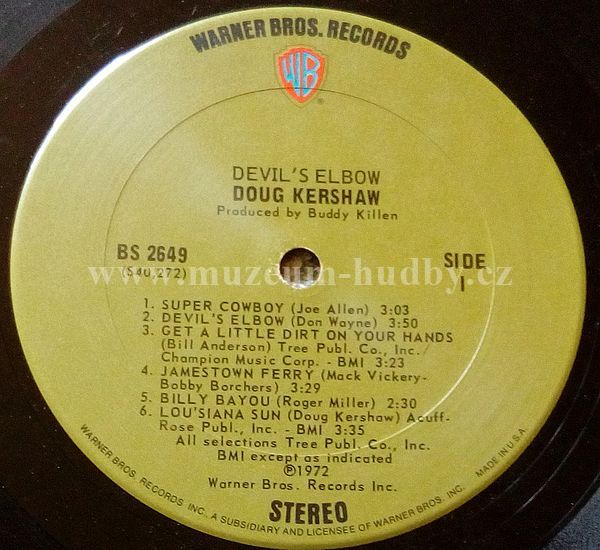 WARNER BROS. RECORDS
WB
®
DEVIL'S ELBOW
DOUG KERSHAW
Produced by Buddy Killen
BS 2649
(S40,272)
SIDE
1
www.muzeum-hudby.cz
1. SUPER COWBOY (Joe Allen) 3:03
2. DEVIL'S ELBOW (Don Wayne) 3:50
3. GET A LITTLE DIRT ON YOUR HANDS
(Bill Anderson) Tree Publ. Co., Inc./
Champion Music Corp. - BMI 3:23
4. JAMESTOWN FERRY (Mack Vickery-
Bobby Borchers) 3:29
5. BILLY BAYOU (Roger Miller) 2:30
6. LOU'SIANA SUN (Doug Kershaw) Acuff-
Rose Publ., Inc. - BMI 3:35
All selections Tree Publ. Co., Inc.
BMI except as indicated
℗1972
Warner Bros. Records Inc.
STEREO
WARNER BROS. RECORDS INC. A SUBSIDIARY AND LICENSEE OF WARNER BROS. INC. MADE IN U.S.A.